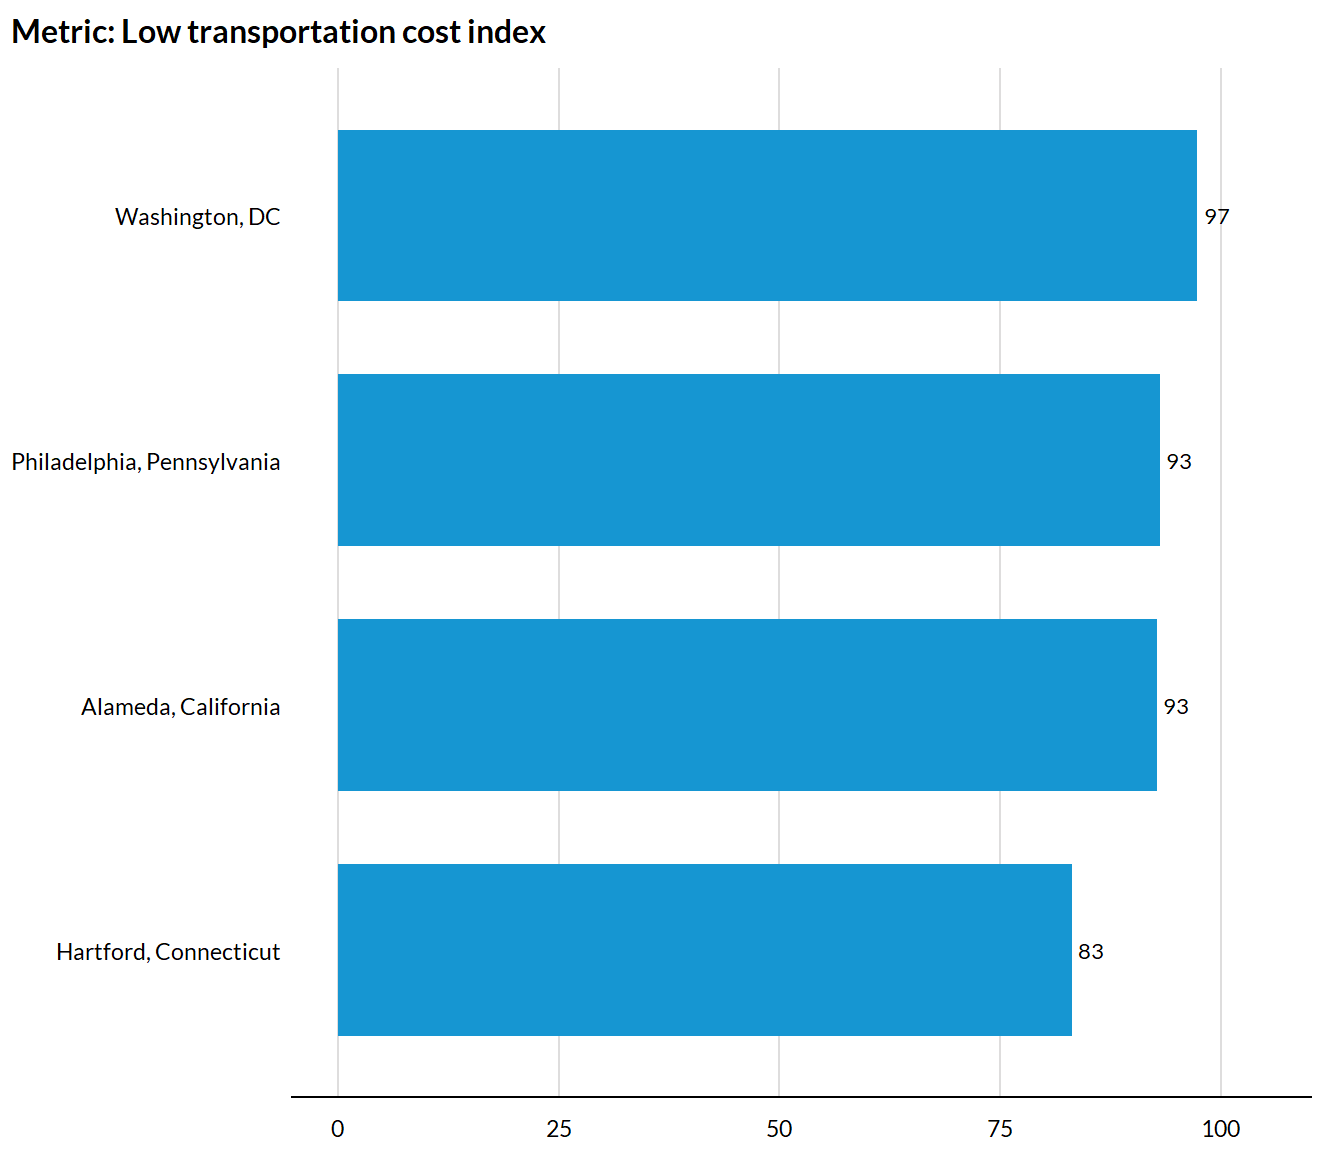 Metric: Low transportation cost index
Washington, DC
97
Philadelphia, Pennsylvania
93
Alameda, California
93
Hartford, Connecticut
83
0 25 50 75 100